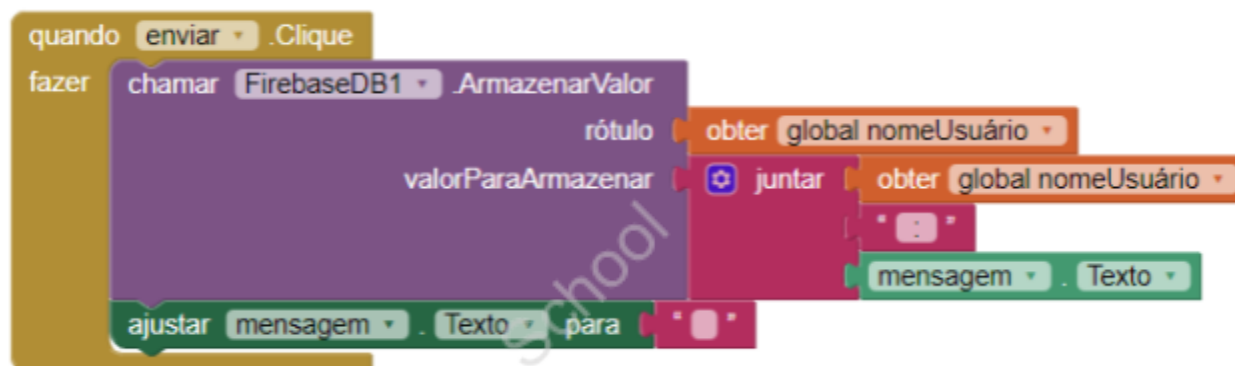 quando enviar .Clique
fazer chamar FirebaseDB1 .ArmazenarValor
rótulo obter global nomeUsuário
valorParaArmazenar juntar obter global nomeUsuário
" : "
mensagem . Texto
ajustar mensagem . Texto para " "
School